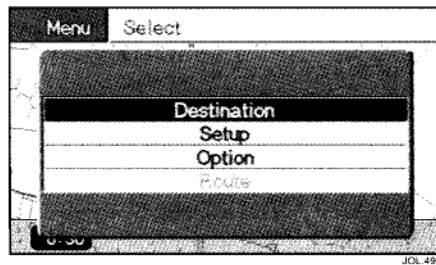 Menu Select
Destination
Setup
Option
Route
JOL.49